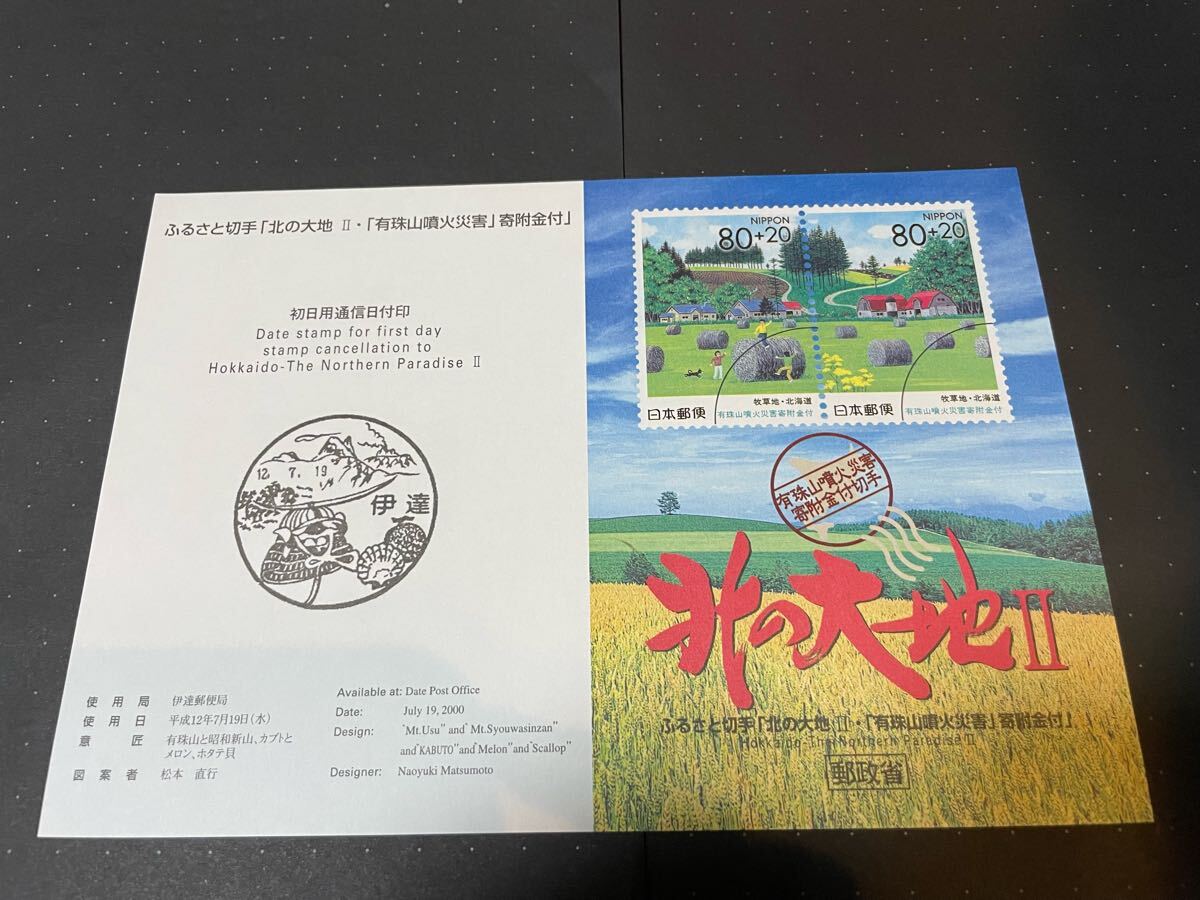 ふるさと切手「北の大地 Ⅱ・「有珠山噴火災害」寄附金付」
初日用通信日付印
Date stamp for first day
stamp cancellation to
Hokkaido-The Northern Paradise Ⅱ
12. 7. 19
伊達
使用局 伊達郵便局
使用日 平成12年7月19日(水)
意匠 有珠山と昭和新山、カブトと
メロン、ホタテ貝
図案者 松本 直行
Available at: Date Post Office
Date: July 19, 2000
Design: "Mt.Usu" and "Mt.Syouwasinzan"
and "KABUTO" and "Melon" and "Scallop"
Designer: Naoyuki Matsumoto
NIPPON
80+20
牧草地・北海道
日本郵便 有珠山噴火災害寄附金付
NIPPON
80+20
牧草地・北海道
日本郵便 有珠山噴火災害寄附金付
有珠山噴火災害
寄附金付切手
北の大地Ⅱ
ふるさと切手「北の大地 Ⅱ・「有珠山噴火災害」寄附金付」
Hokkaido-The Northern Paradise Ⅱ
郵政省